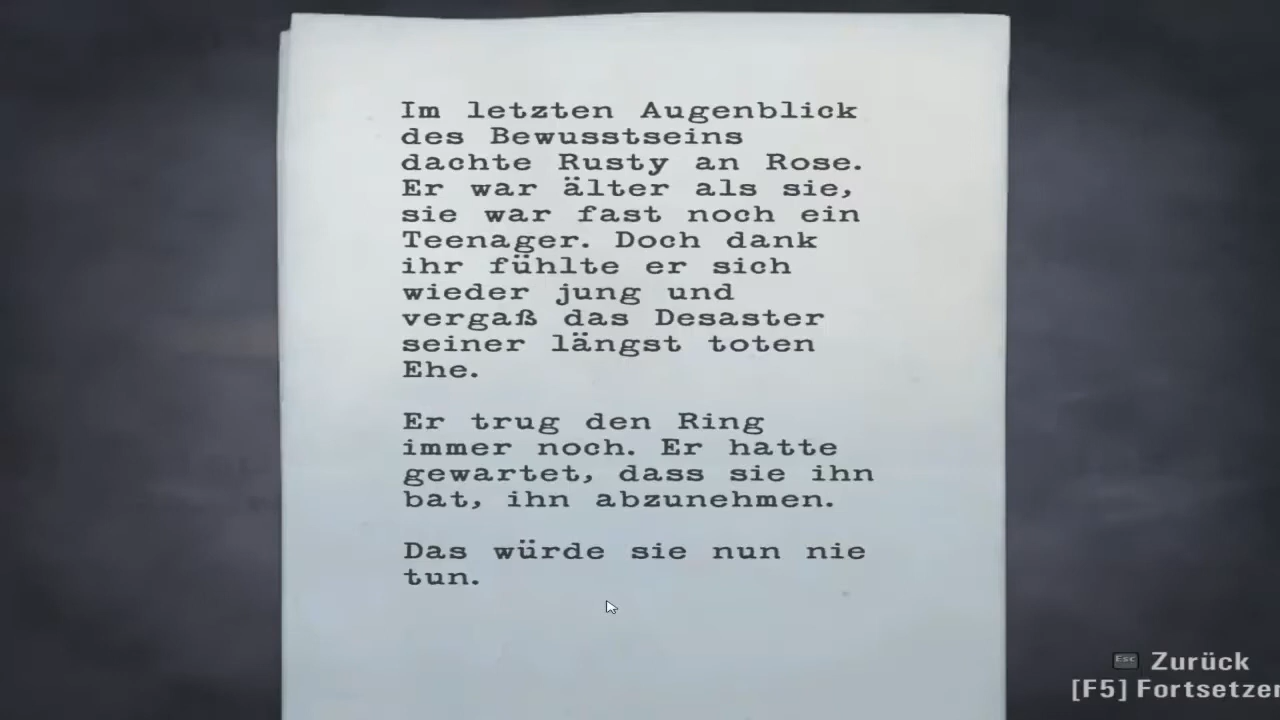 Im letzten Augenblick
des Bewusstseins
dachte Rusty an Rose.
Er war älter als sie,
sie war fast noch ein
Teenager. Doch dank
ihr fühlte er sich
wieder jung und
vergaß das Desaster
seiner längst toten
Ehe.
Er trug den Ring
immer noch. Er hatte
gewartet, dass sie ihn
bat, ihn abzunehmen.
Das würde sie nun nie
tun.
Esc Zurück
[F5] Fortsetzen